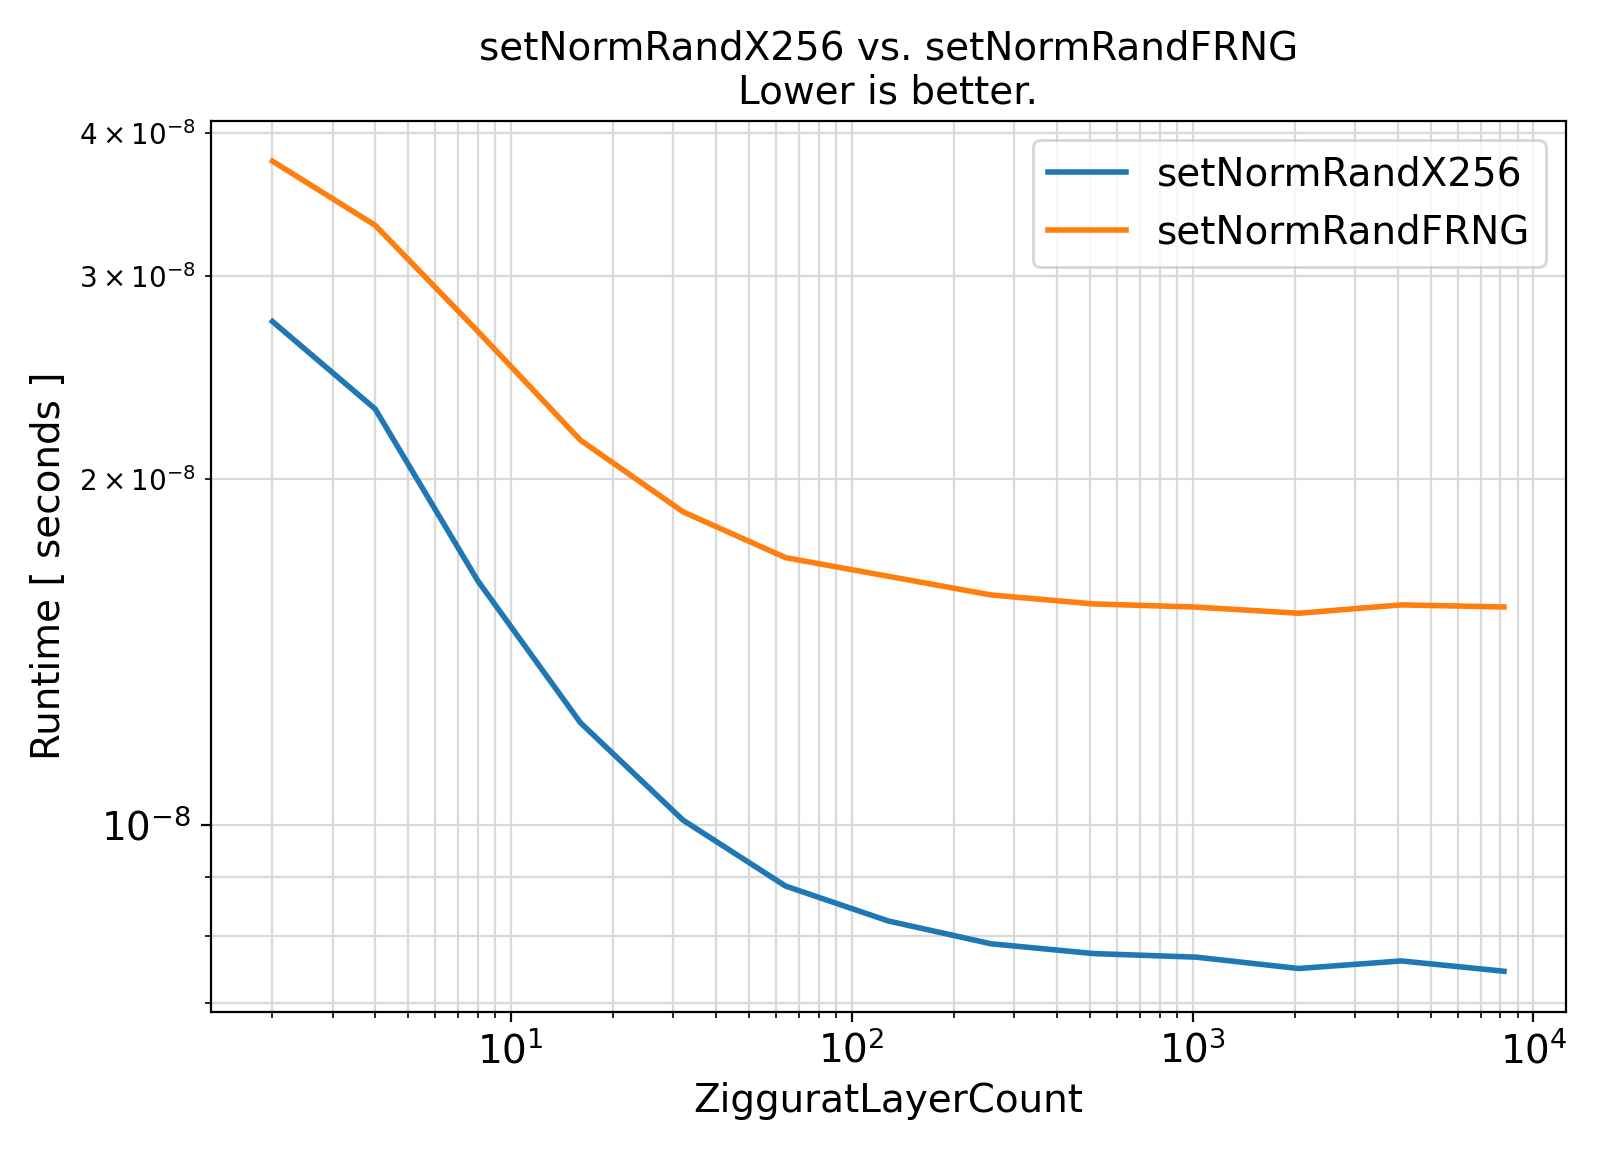 setNormRandX256 vs. setNormRandFRNG
Lower is better.
setNormRandX256
setNormRandFRNG
Runtime [ seconds ]
4 × 10⁻⁸
3 × 10⁻⁸
2 × 10⁻⁸
10⁻⁸
10¹ 10² 10³ 10⁴
ZigguratLayerCount